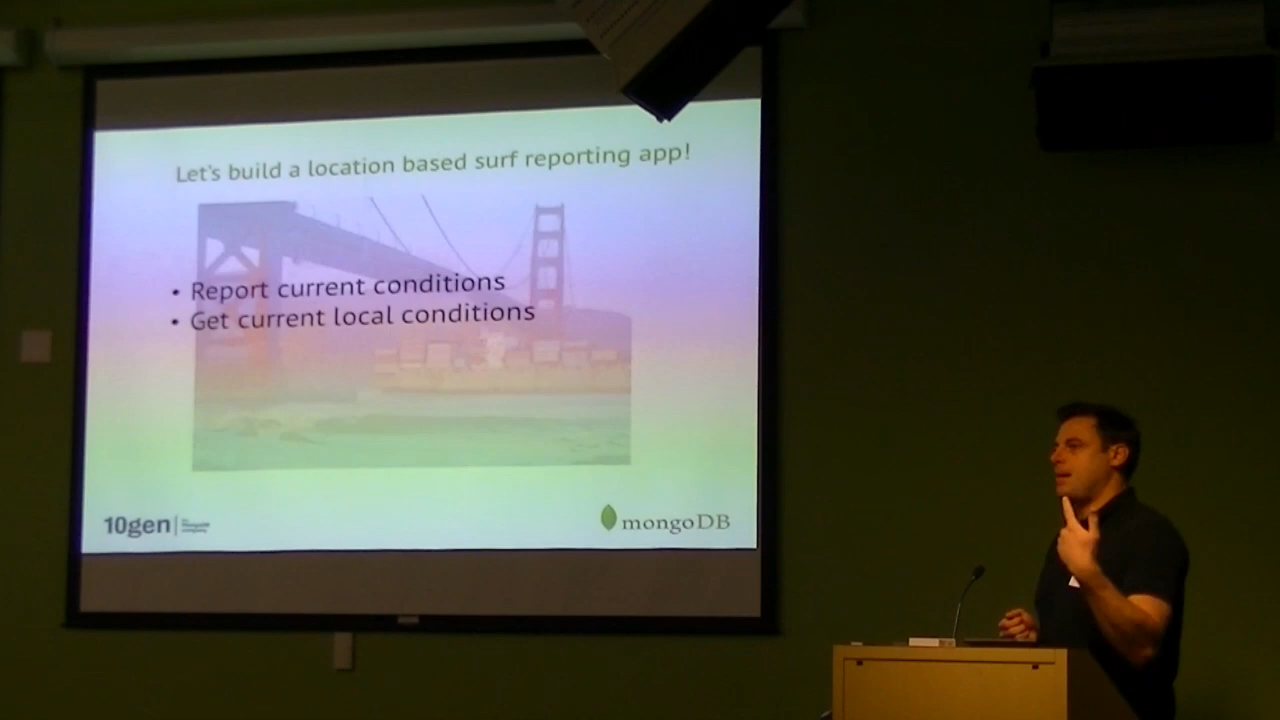 Let's build a location based surf reporting app!
• Report current conditions
• Get current local conditions
10gen
mongoDB